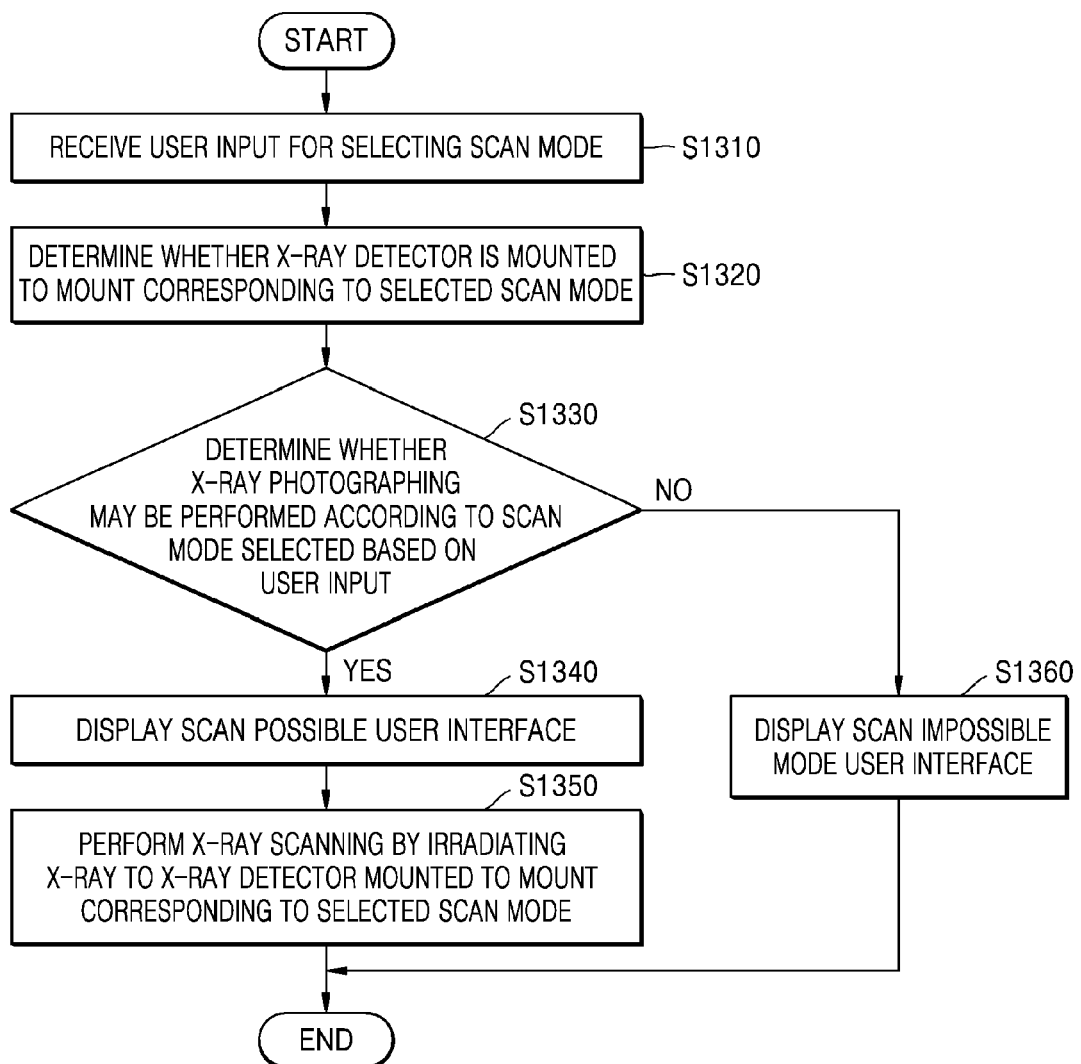 START
RECEIVE USER INPUT FOR SELECTING SCAN MODE
S1310
DETERMINE WHETHER X-RAY DETECTOR IS MOUNTED
TO MOUNT CORRESPONDING TO SELECTED SCAN MODE
S1320
S1330
DETERMINE WHETHER
X-RAY PHOTOGRAPHING
MAY BE PERFORMED ACCORDING TO SCAN
MODE SELECTED BASED ON
USER INPUT
NO
YES
S1340
DISPLAY SCAN POSSIBLE USER INTERFACE
S1360
DISPLAY SCAN IMPOSSIBLE
MODE USER INTERFACE
S1350
PERFORM X-RAY SCANNING BY IRRADIATING
X-RAY TO X-RAY DETECTOR MOUNTED TO MOUNT
CORRESPONDING TO SELECTED SCAN MODE
END